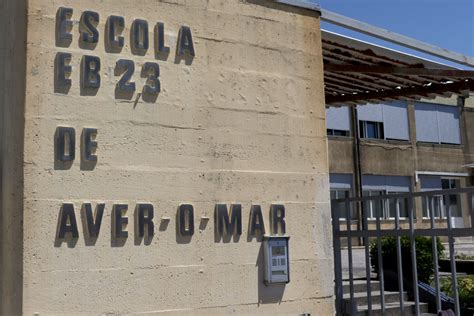 ESCOLA
EB 23
DE
AVER-O-MAR